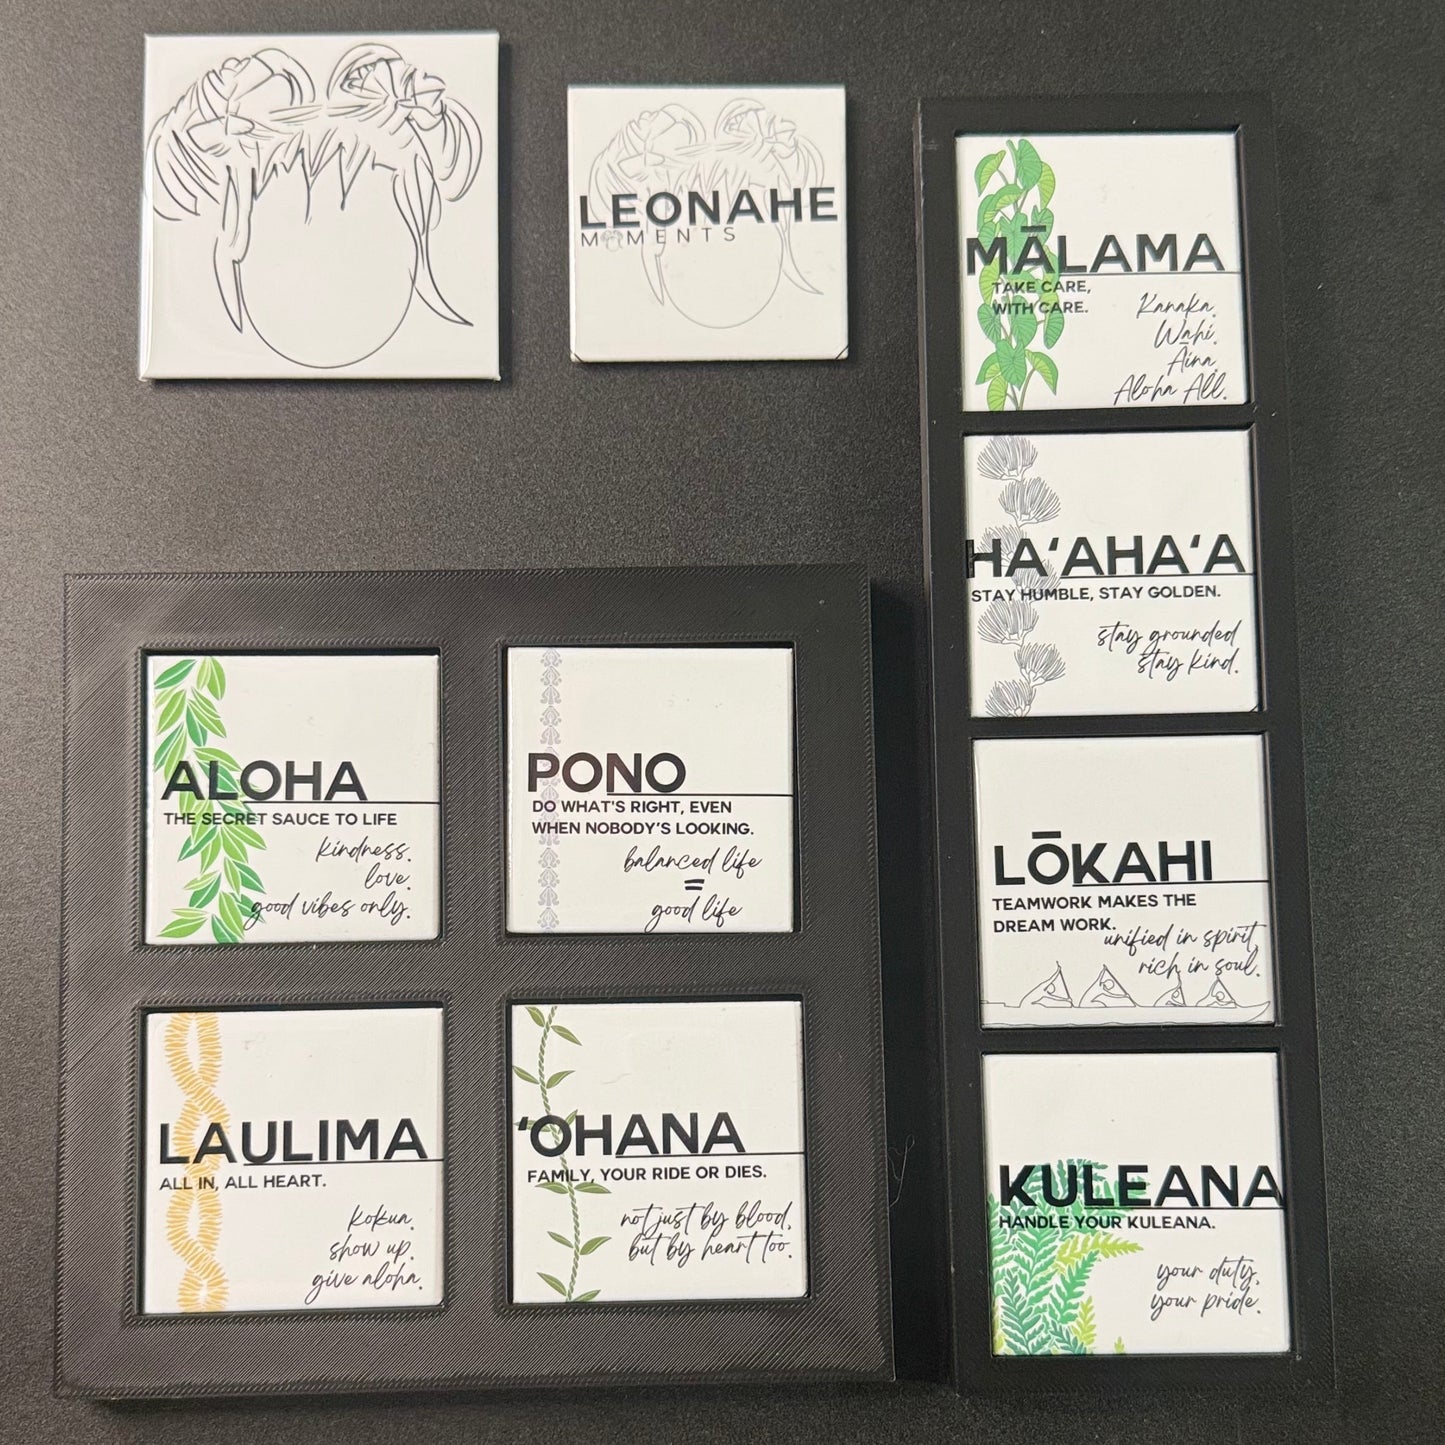 LEONAHE
MOMENTS
MĀLAMA
TAKE CARE,
WITH CARE.
Kanaka.
Wahi.
Āina.
Aloha All.
HAʻAHAʻA
STAY HUMBLE, STAY GOLDEN.
stay grounded
stay kind.
LŌKAHI
TEAMWORK MAKES THE
DREAM WORK.
unified in spirit,
rich in soul.
KULEANA
HANDLE YOUR KULEANA.
your duty,
your pride.
ALOHA
THE SECRET SAUCE TO LIFE
kindness.
love.
good vibes only.
PONO
DO WHAT'S RIGHT, EVEN
WHEN NOBODY'S LOOKING.
balanced life
=
good life
LAULIMA
ALL IN, ALL HEART.
kokua.
show up.
give aloha.
ʻOHANA
FAMILY, YOUR RIDE OR DIES.
not just by blood,
but by heart too.